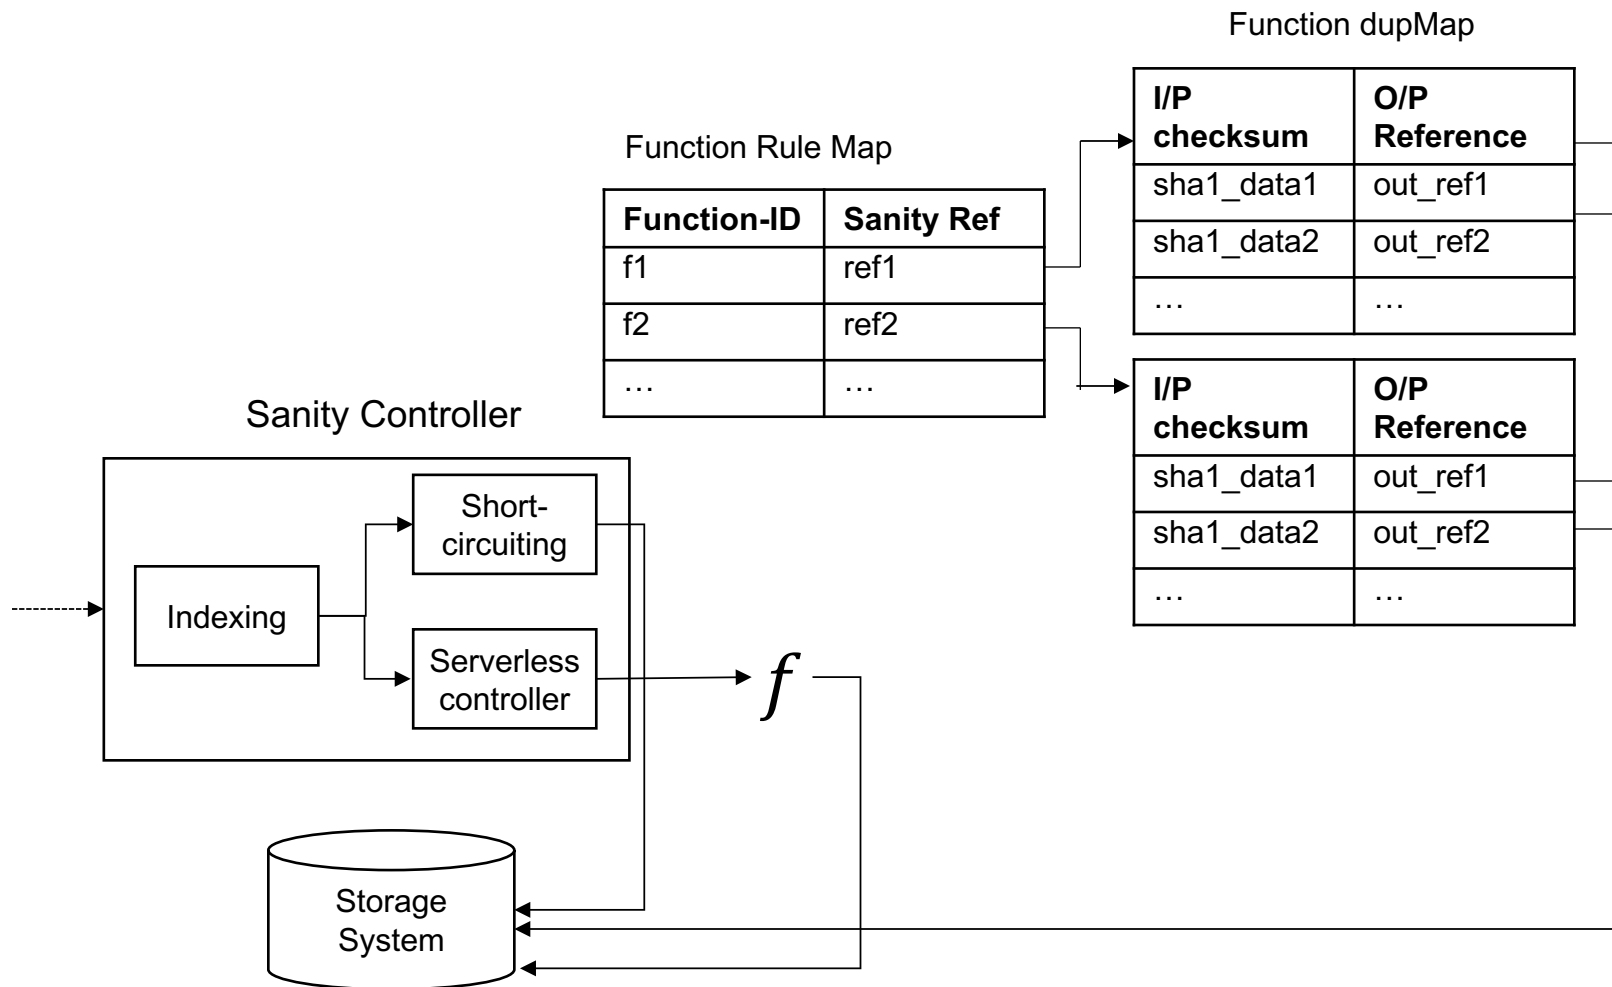 Function dupMap
I/P checksum O/P Reference
sha1_data1 out_ref1
sha1_data2 out_ref2
… …
Function Rule Map
Function-ID Sanity Ref
f1 ref1
f2 ref2
… …
I/P checksum O/P Reference
sha1_data1 out_ref1
sha1_data2 out_ref2
… …
Sanity Controller
Short-
circuiting
Indexing
Serverless
controller
f
Storage
System